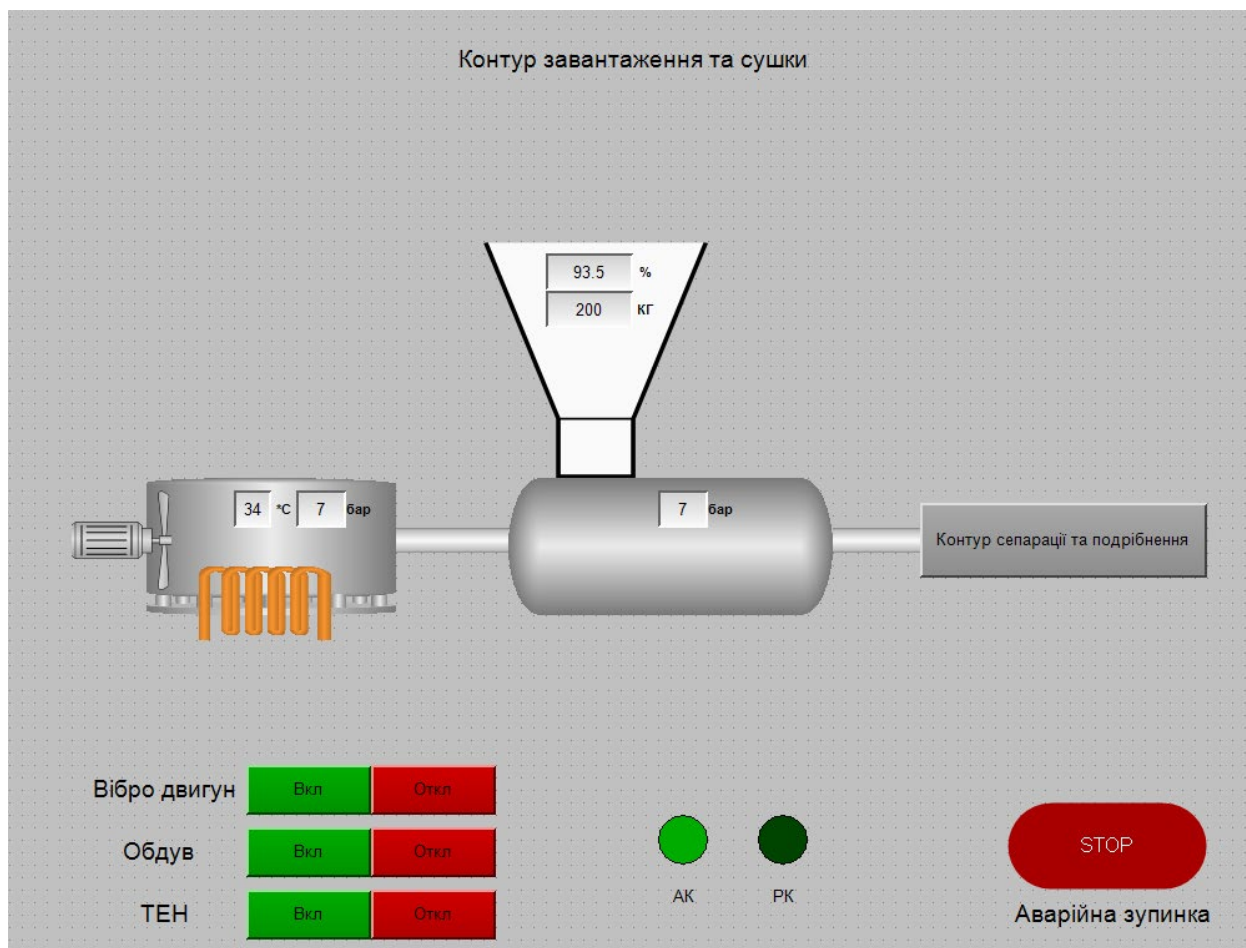 Контур завантаження та сушки
93.5 %
200 КГ
34 *C 7 бар
7 бар
Контур сепарації та подрібнення
Вібро двигун Вкл Откл
Обдув Вкл Откл
ТЕН Вкл Откл
АК РК
STOP
Аварійна зупинка